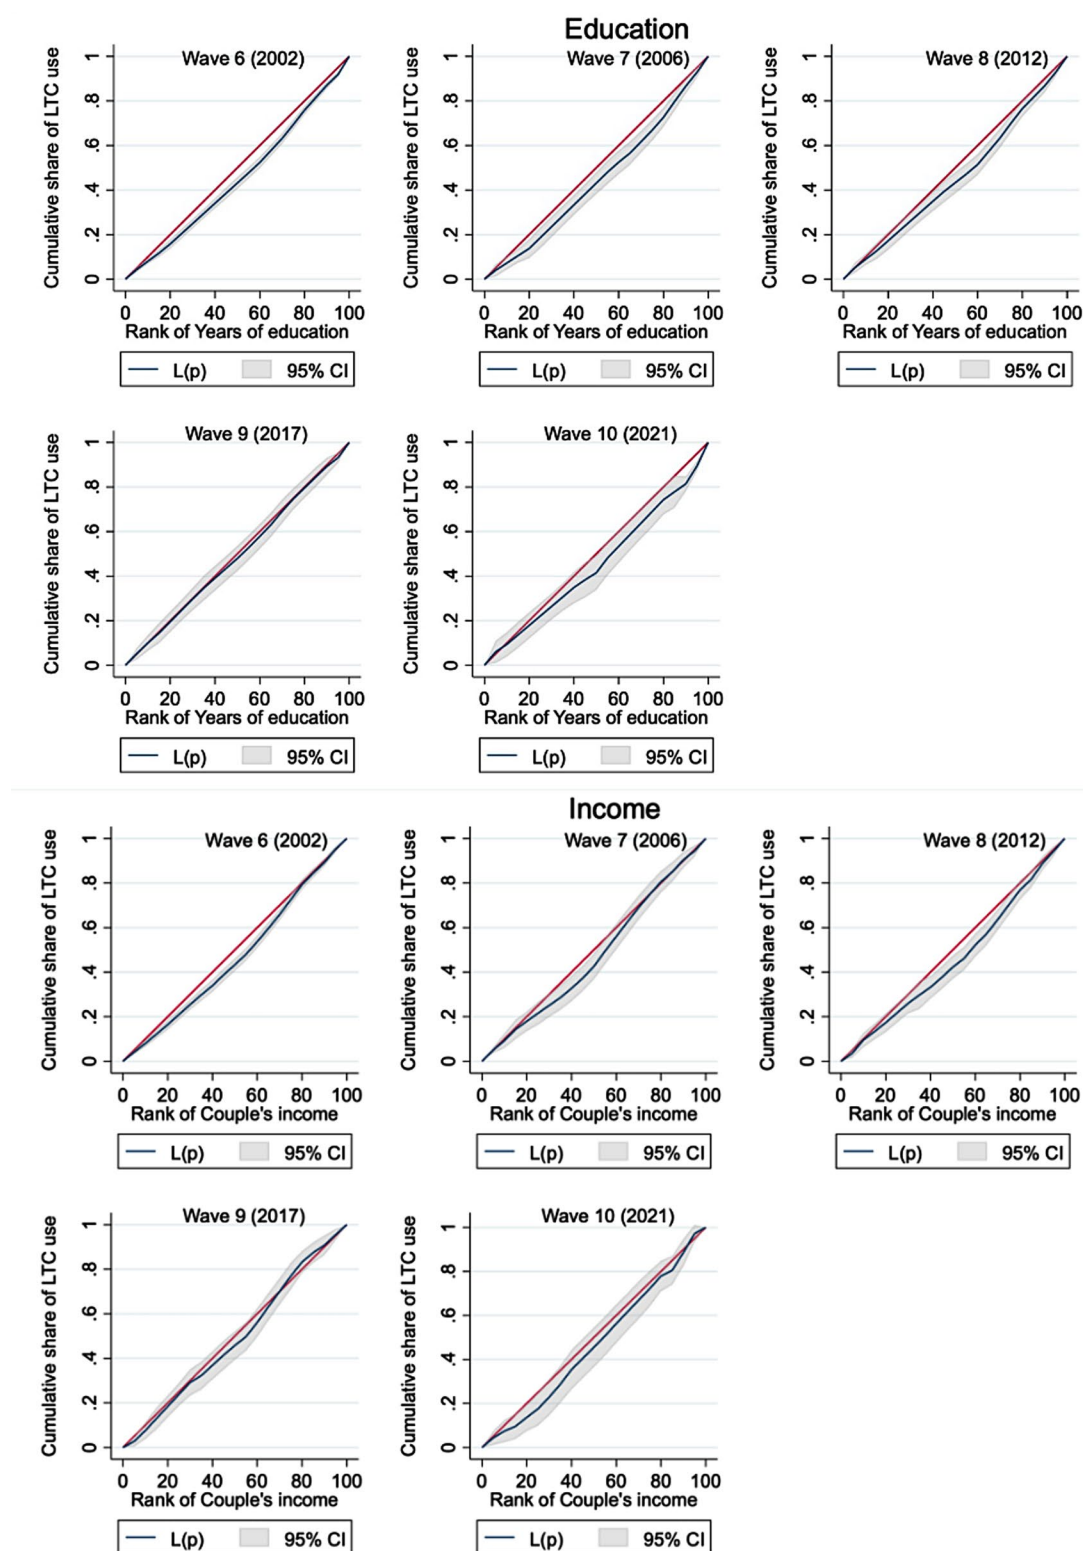 Education
Wave 6 (2002)
Cumulative share of LTC use
1
.8
.6
.4
.2
0
0 20 40 60 80 100
Rank of Years of education
L(p) 95% CI
Wave 7 (2006)
Cumulative share of LTC use
1
.8
.6
.4
.2
0
0 20 40 60 80 100
Rank of Years of education
L(p) 95% CI
Wave 8 (2012)
Cumulative share of LTC use
1
.8
.6
.4
.2
0
0 20 40 60 80 100
Rank of Years of education
L(p) 95% CI
Wave 9 (2017)
Cumulative share of LTC use
1
.8
.6
.4
.2
0
0 20 40 60 80 100
Rank of Years of education
L(p) 95% CI
Wave 10 (2021)
Cumulative share of LTC use
1
.8
.6
.4
.2
0
0 20 40 60 80 100
Rank of Years of education
L(p) 95% CI
Income
Wave 6 (2002)
Cumulative share of LTC use
1
.8
.6
.4
.2
0
0 20 40 60 80 100
Rank of Couple's income
L(p) 95% CI
Wave 7 (2006)
Cumulative share of LTC use
1
.8
.6
.4
.2
0
0 20 40 60 80 100
Rank of Couple's income
L(p) 95% CI
Wave 8 (2012)
Cumulative share of LTC use
1
.8
.6
.4
.2
0
0 20 40 60 80 100
Rank of Couple's income
L(p) 95% CI
Wave 9 (2017)
Cumulative share of LTC use
1
.8
.6
.4
.2
0
0 20 40 60 80 100
Rank of Couple's income
L(p) 95% CI
Wave 10 (2021)
Cumulative share of LTC use
1
.8
.6
.4
.2
0
0 20 40 60 80 100
Rank of Couple's income
L(p) 95% CI